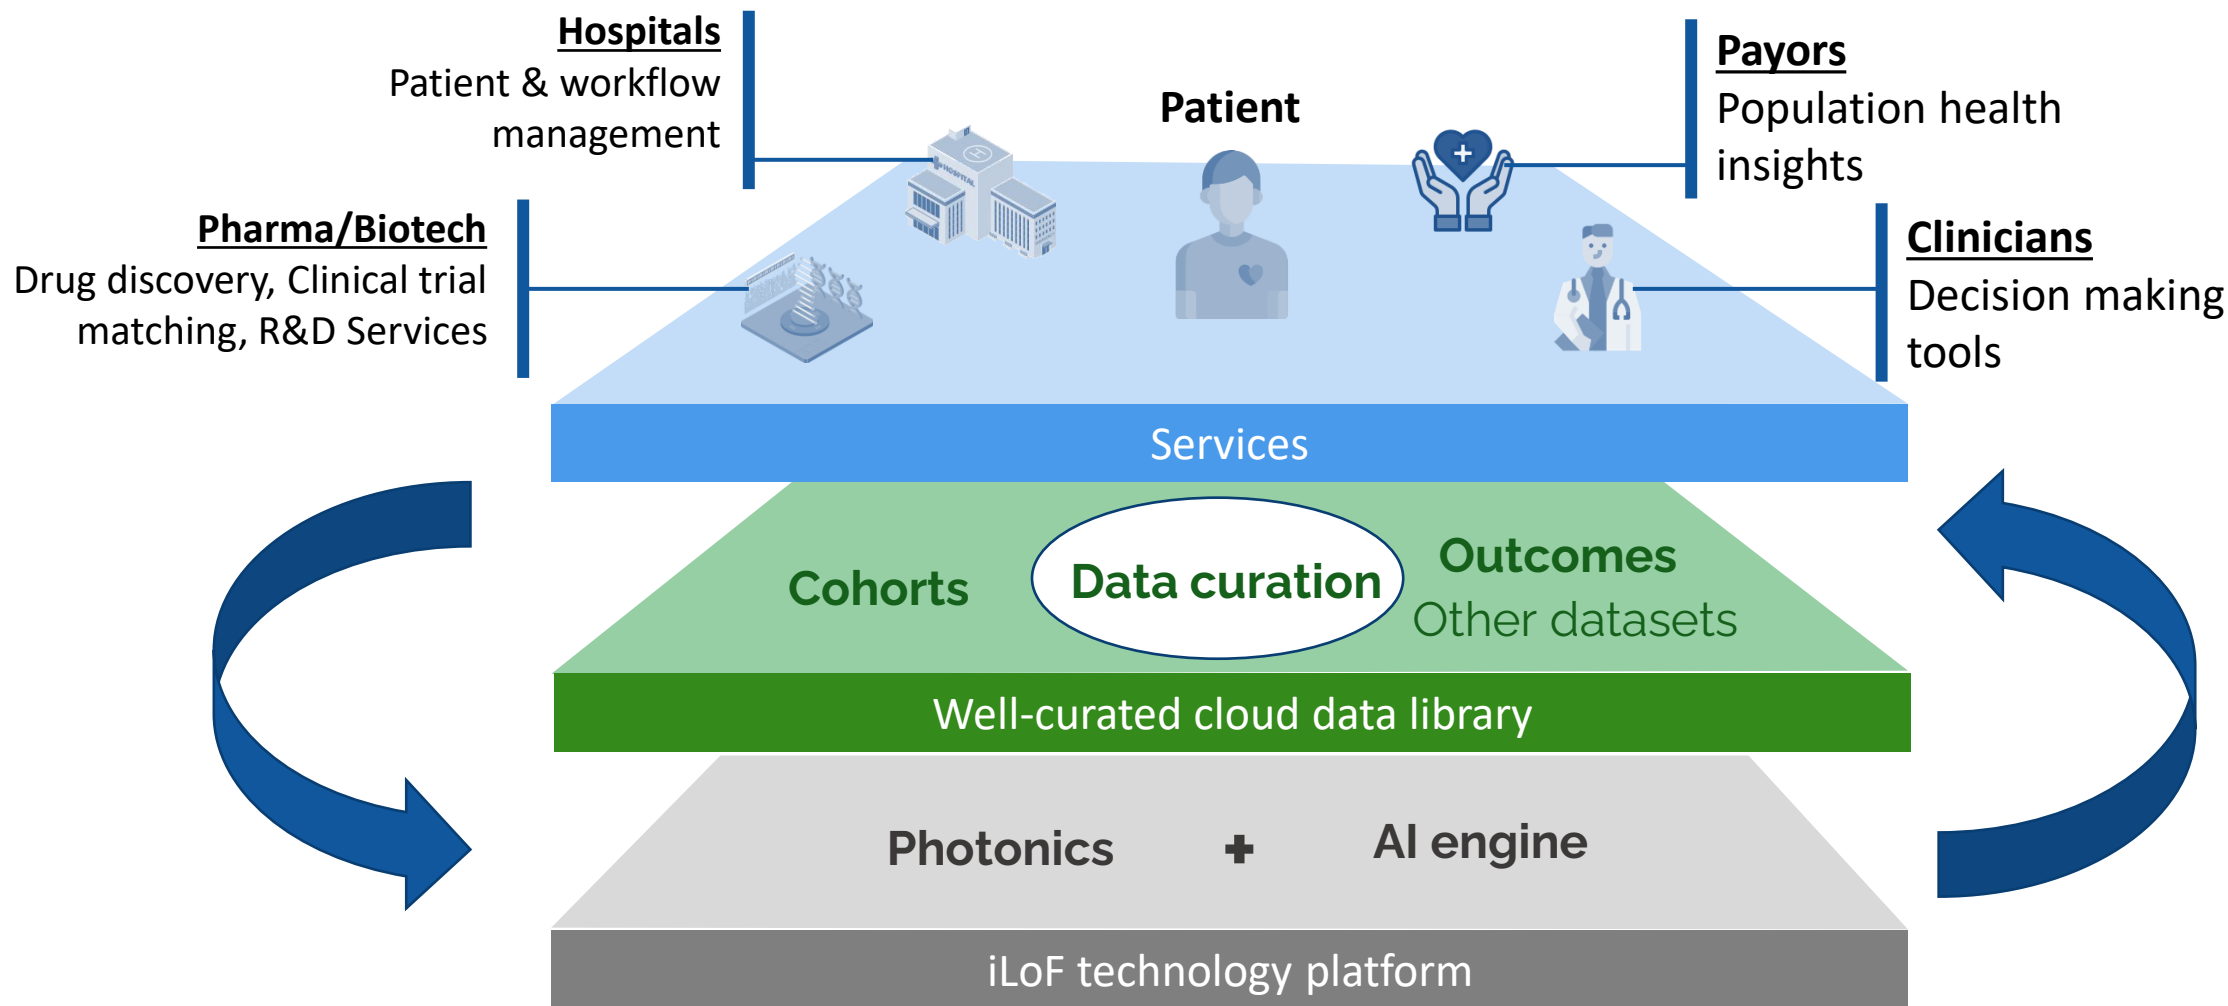 Hospitals
Patient & workflow
management
Pharma/Biotech
Drug discovery, Clinical trial
matching, R&D Services
Patient
Payors
Population health
insights
Clinicians
Decision making
tools
HOSPITAL
H
Services
Cohorts
Data curation
Outcomes
Other datasets
Well-curated cloud data library
Photonics + AI engine
iLoF technology platform